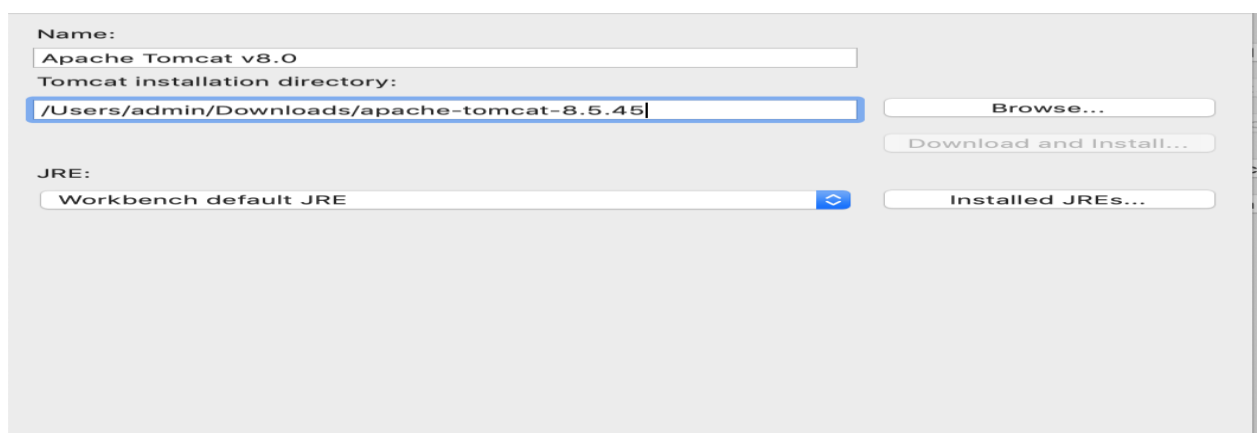 Name:
Apache Tomcat v8.0
Tomcat installation directory:
/Users/admin/Downloads/apache-tomcat-8.5.45
Browse...
Download and Install...
JRE:
Workbench default JRE
Installed JREs...